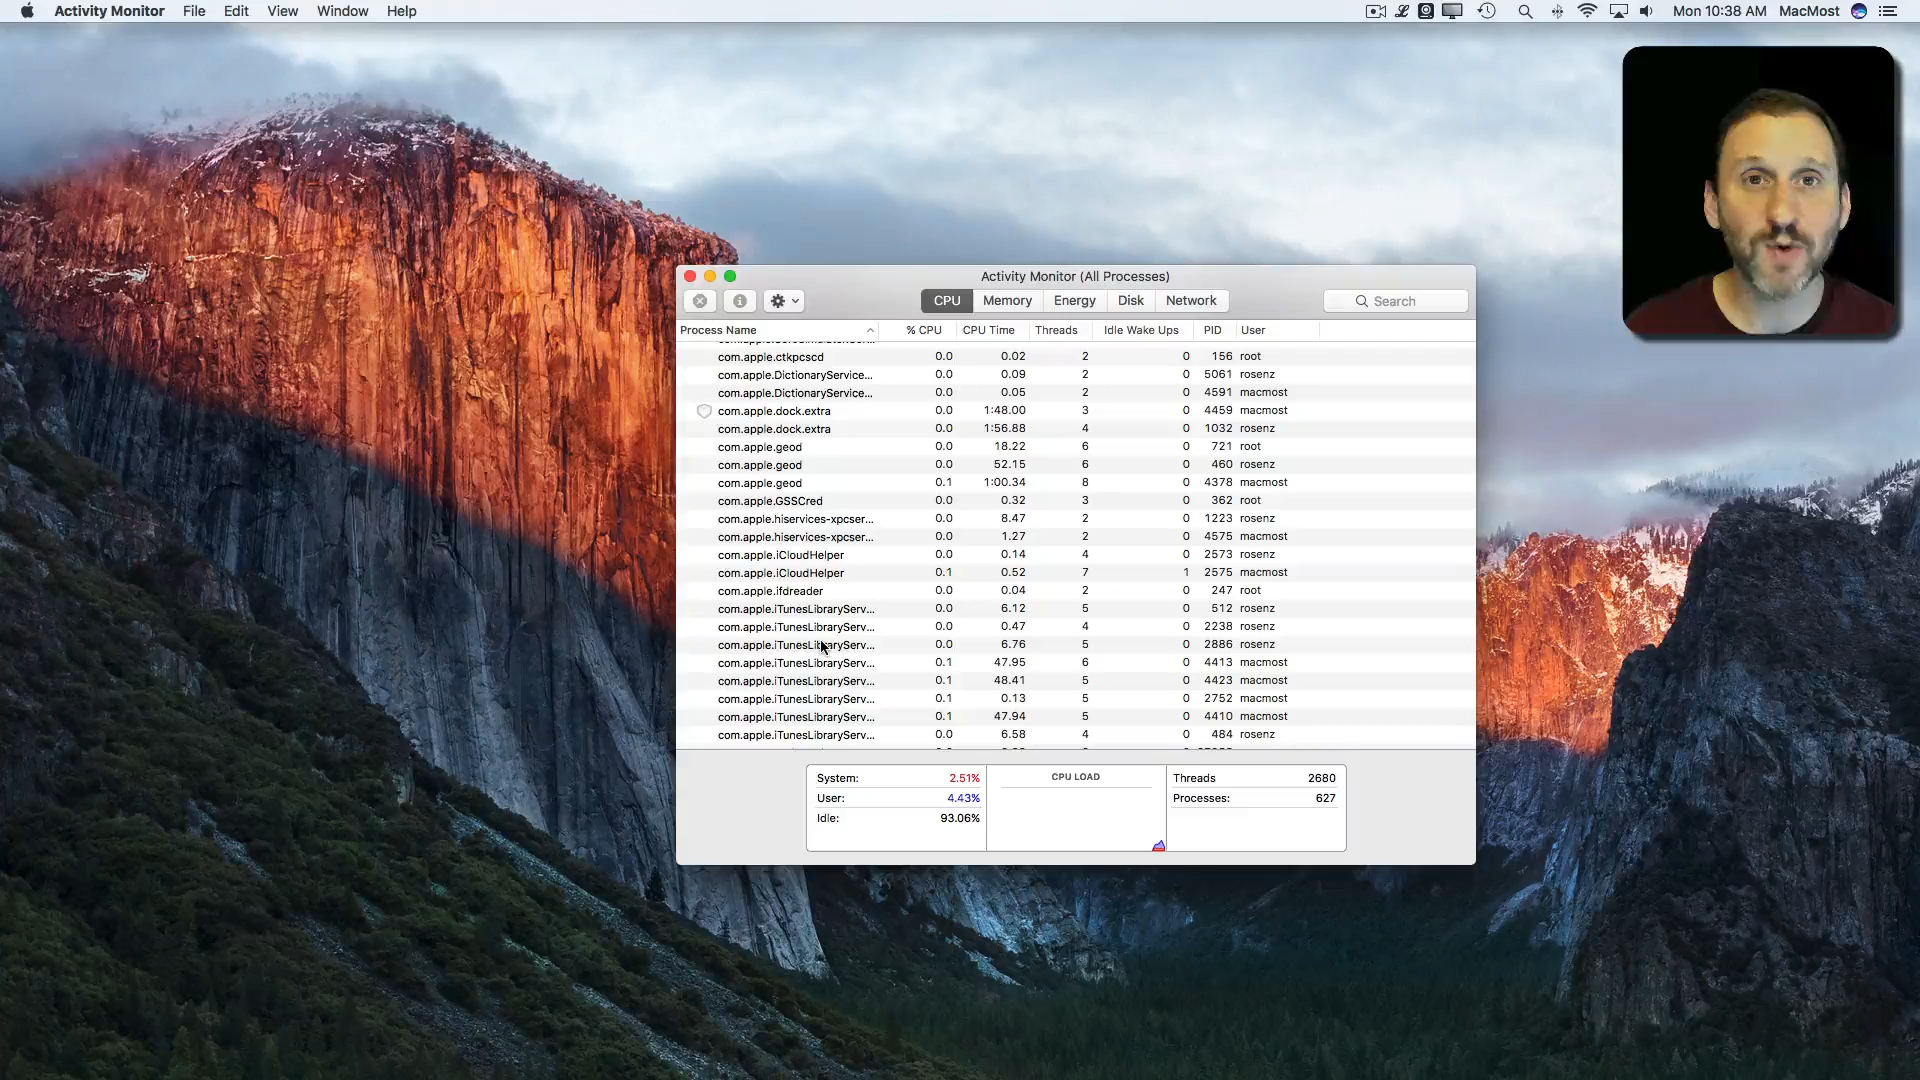 Activity Monitor File Edit View Window Help Mon 10:38 AM MacMost
Activity Monitor (All Processes)
CPU Memory Energy Disk Network Search
Process Name % CPU CPU Time Threads Idle Wake Ups PID User
com.apple.ctkpcscd 0.0 0.02 2 0 156 root
com.apple.DictionaryService... 0.0 0.09 2 0 5061 rosenz
com.apple.DictionaryService... 0.0 0.05 2 0 4591 macmost
com.apple.dock.extra 0.0 1:48.00 3 0 4459 macmost
com.apple.dock.extra 0.0 1:56.88 4 0 1032 rosenz
com.apple.geod 0.0 18.22 6 0 721 root
com.apple.geod 0.0 52.15 6 0 460 rosenz
com.apple.geod 0.1 1:00.34 8 0 4378 macmost
com.apple.GSSCred 0.0 0.32 3 0 362 root
com.apple.hiservices-xpcser... 0.0 8.47 2 0 1223 rosenz
com.apple.hiservices-xpcser... 0.0 1.27 2 0 4575 macmost
com.apple.iCloudHelper 0.0 0.14 4 0 2573 rosenz
com.apple.iCloudHelper 0.1 0.52 7 1 2575 macmost
com.apple.ifdreader 0.0 0.04 2 0 247 root
com.apple.iTunesLibraryServ... 0.0 6.12 5 0 512 rosenz
com.apple.iTunesLibraryServ... 0.0 0.47 4 0 2238 rosenz
com.apple.iTunesLibraryServ... 0.0 6.76 5 0 2886 rosenz
com.apple.iTunesLibraryServ... 0.1 47.95 6 0 4413 macmost
com.apple.iTunesLibraryServ... 0.1 48.41 5 0 4423 macmost
com.apple.iTunesLibraryServ... 0.1 0.13 5 0 2752 macmost
com.apple.iTunesLibraryServ... 0.1 47.94 5 0 4410 macmost
com.apple.iTunesLibraryServ... 0.0 6.58 4 0 484 rosenz
System: 2.51% CPU LOAD Threads 2680
User: 4.43% Processes: 627
Idle: 93.06%